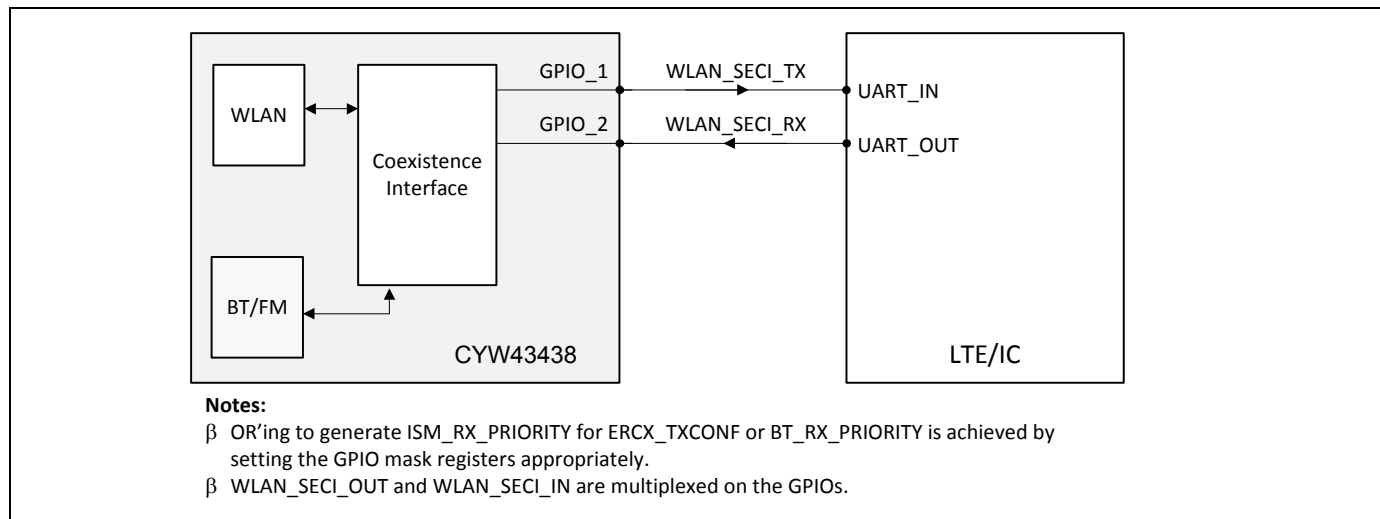 GPIO_1 WLAN_SECI_TX
UART_IN
WLAN
GPIO_2 WLAN_SECI_RX
UART_OUT
Coexistence
Interface
BT/FM
CYW43438
LTE/IC
Notes:
β OR’ing to generate ISM_RX_PRIORITY for ERCX_TXCONF or BT_RX_PRIORITY is achieved by
setting the GPIO mask registers appropriately.
β WLAN_SECI_OUT and WLAN_SECI_IN are multiplexed on the GPIOs.